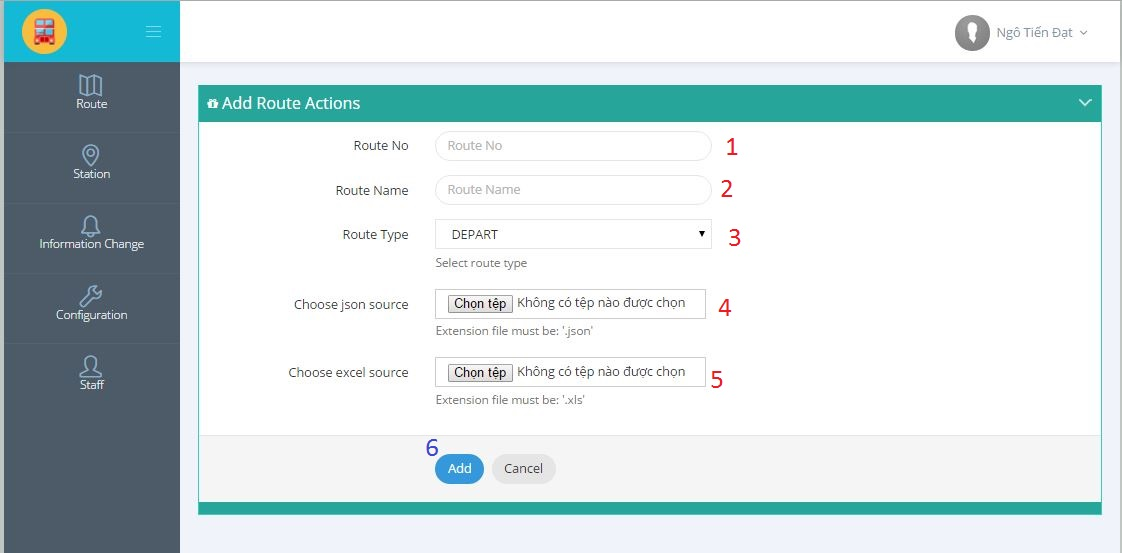 Ngô Tiến Đạt
Route
Station
Information Change
Configuration
Staff
Add Route Actions
Route No Route No 1
Route Name Route Name 2
Route Type DEPART 3
Select route type
Choose json source Chọn tệp Không có tệp nào được chọn 4
Extension file must be: '.json'
Choose excel source Chọn tệp Không có tệp nào được chọn 5
Extension file must be: '.xls'
6
Add Cancel